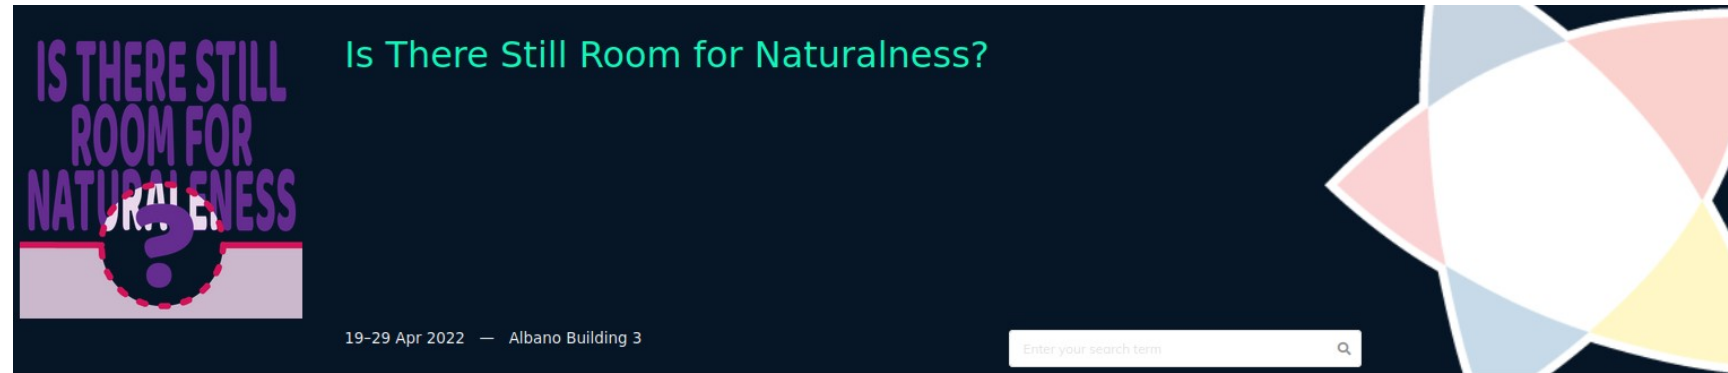 IS THERE STILL
ROOM FOR
NATURALENESS
?
Is There Still Room for Naturalness?
19–29 Apr 2022 — Albano Building 3
Enter your search term